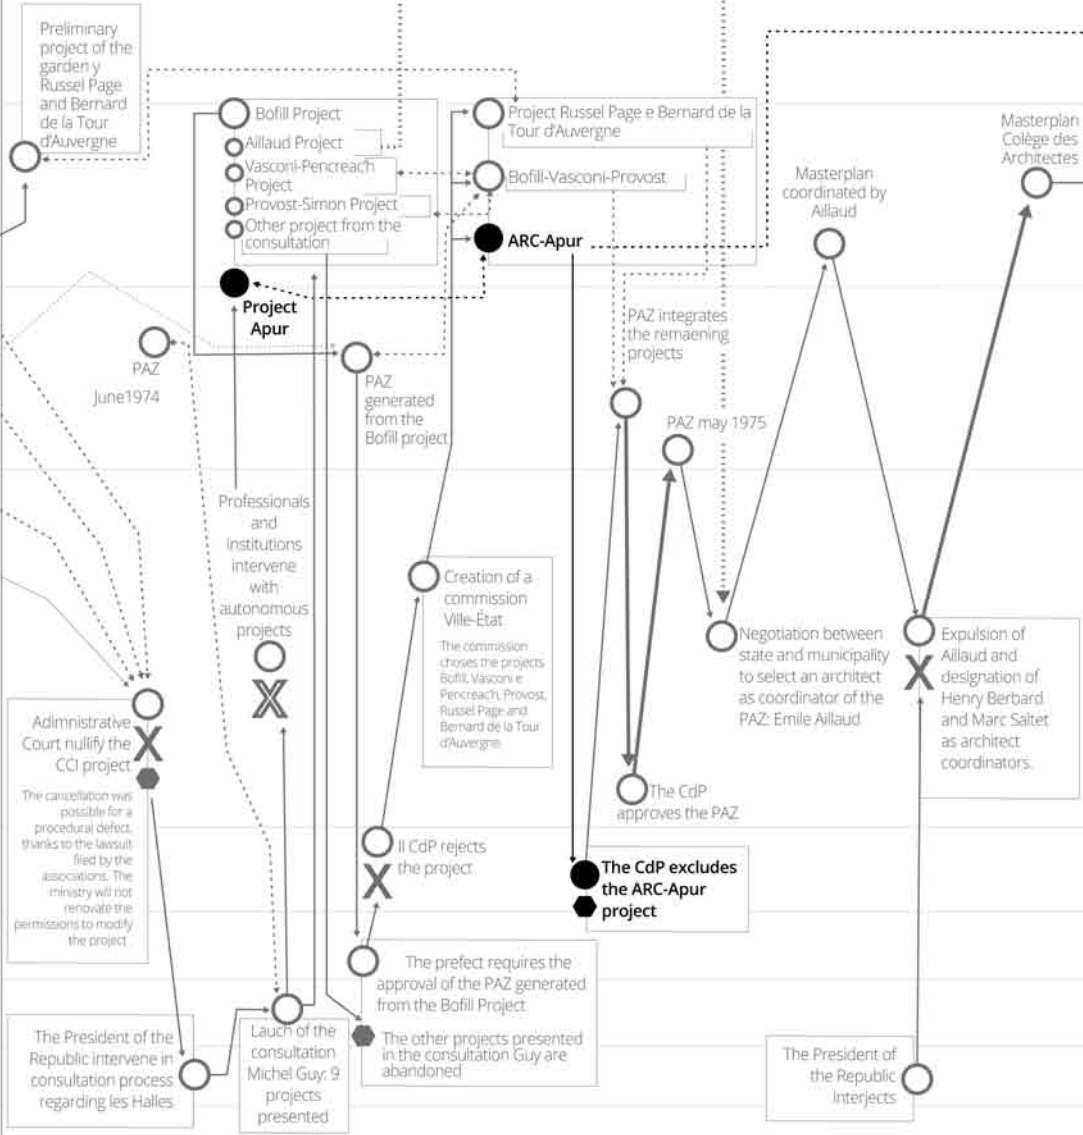 Preliminary
project of the
garden y
Russel Page
and Bernard
de la Tour
d'Auvergne
Bofill Project
Aillaud Project
Vasconi-Pencreach
Project
Provost-Simon Project
Other project from the
consultation
Project
Apur
Project Russel Page e Bernard de la
Tour d'Auvergne
Bofill-Vasconi-Provost
ARC-Apur
Masterplan
coordinated by
Aillaud
Masterplan
Colège des
Architectes
PAZ
June1974
PAZ
generated
from the
Bofill project
PAZ integrates
the remaening
projects
PAZ may 1975
Professionals
and
institutions
intervene
with
autonomous
projects
X
Creation of a
commission
Ville-État
The commission
choses the projects
Bofill, Vasconi e
Pencreach, Provost,
Russel Page and
Bernard de la Tour
d'Auvergne
Negotiation between
state and municipality
to select an architect
as coordinator of the
PAZ: Emile Aillaud
X
Expulsion of
Aillaud and
designation of
Henry Berbard
and Marc Saltet
as architect
coordinators.
Adiminstrative
Court nullify the
CCI project
X
The cancellation was
possible for a
procedural defect,
thanks to the lawsuit
filed by the
associations. The
ministry will not
renovate the
permissions to modify
the project
The CdP
approves the PAZ
Il CdP rejects
the project
X
The CdP excludes
the ARC-Apur
project
The prefect requires the
approval of the PAZ generated
from the Bofill Project
The other projects presented
in the consultation Guy are
abandoned
The President of the
Republic intervene in
consultation process
regarding les Halles
Lauch of the
consultation
Michel Guy: 9
projects
presented
The President of
the Republic
Interjects